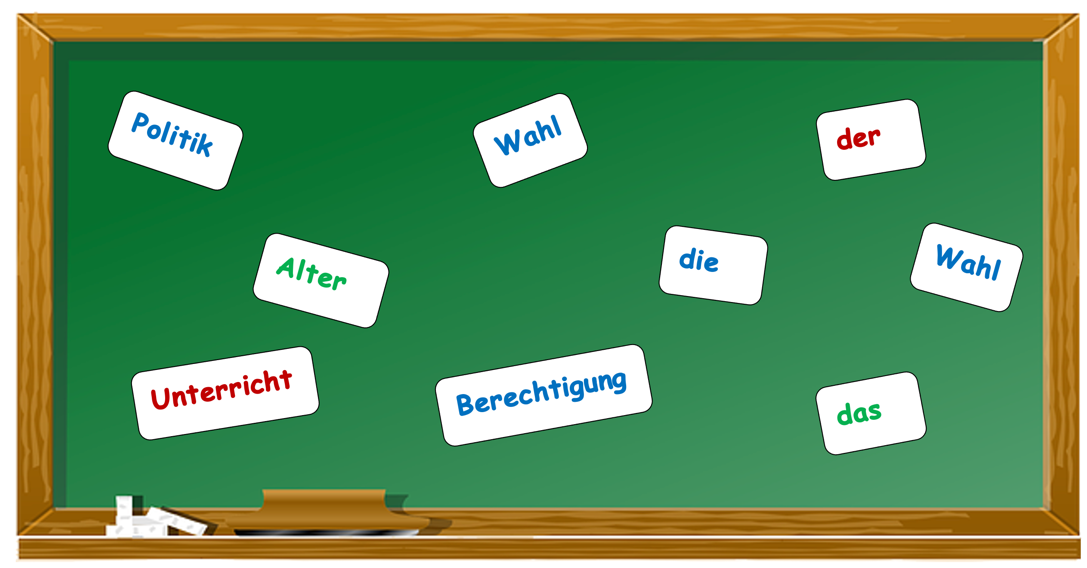 Politik
Wahl
der
Alter
die
Wahl
Unterricht
Berechtigung
das